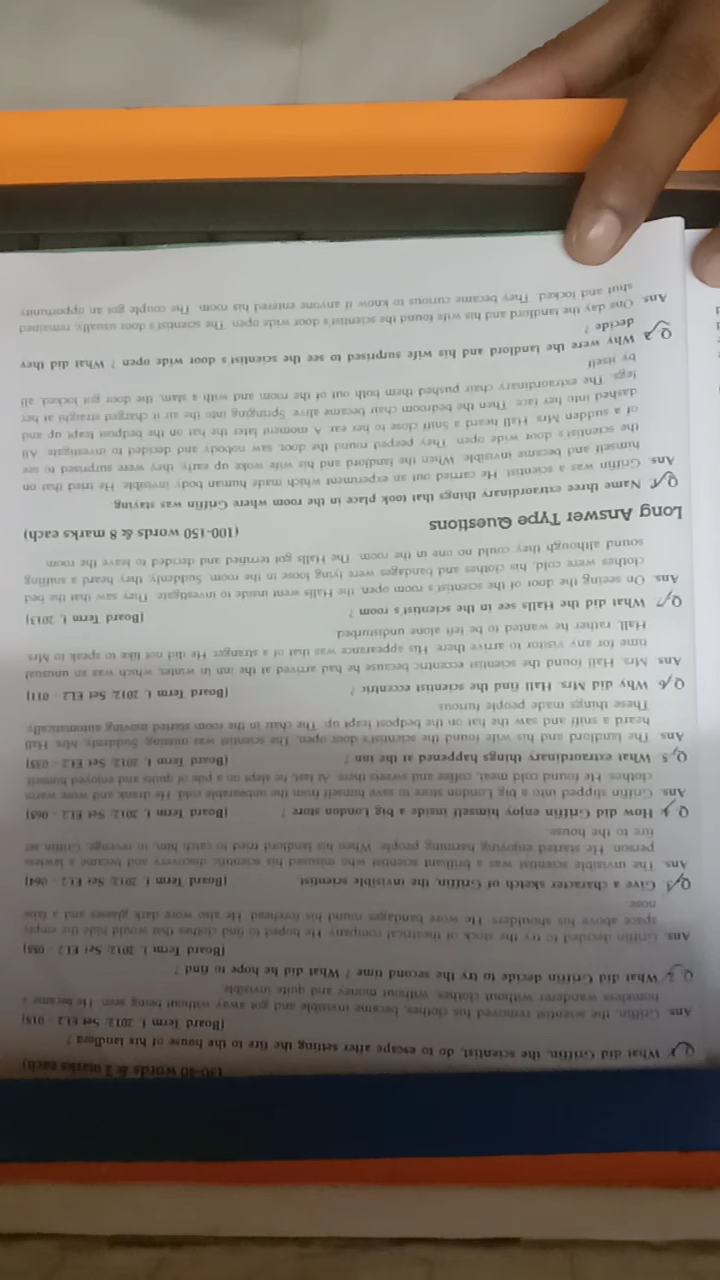 (30-40 words & 2 marks each)
What did Griffin, the scientist, do to escape after setting the fire to the house of his landlord ?
[Board Term I, 2012, Set EL2 - 015]
Ans. Griffin, the scientist removed his clothes, became invisible and got away without being seen. He became a
homeless wanderer without clothes, without money and quite invisible.
Q. 2. What did Griffin decide to try the second time ? What did he hope to find ?
[Board Term I, 2012, Set EL2 - 055]
Ans. Griffin decided to try the stock of theatrical company. He hoped to find clothes that would hide the empty
space above his shoulders. He wore bandages round his forehead. He also wore dark glasses and a false
nose.
Q. 3. Give a character sketch of Griffin, the invisible scientist. [Board Term I, 2012, Set EL2 - 064]
Ans. The invisible scientist was a brilliant scientist who misused his scientific discovery and became a lawless
person. He started enjoying harming people. When his landlord tried to catch him, in revenge, Griffin set
fire to the house.
Q. 4. How did Griffin enjoy himself inside a big London store ? [Board Term I, 2012, Set EL2 - 068]
Ans. Griffin slipped into a big London store to save himself from the unbearable cold. He drank and wore warm
clothes. He found cold meat, coffee and sweets there. At last, he slept on a pile of quilts and enjoyed himself.
Q. 5. What extraordinary things happened at the inn ? [Board Term I, 2012, Set EL2 - 035]
Ans. The landlord and his wife found the scientist's door open. The scientist was missing. Suddenly, Mrs. Hall
heard a sniff and saw the hat on the bedpost leapt up. The chair in the room started moving automatically.
These things made people furious.
Q. 6. Why did Mrs. Hall find the scientist eccentric ? [Board Term I, 2012, Set EL2 - 011]
Ans. Mrs. Hall found the scientist eccentric because he had arrived at the inn in winter, which was an unusual
time for any visitor to arrive there. His appearance was that of a stranger. He did not like to speak to Mrs.
Hall, rather he wanted to be left alone undisturbed.
Q. 7. What did the Halls see in the scientist's room ? [Board Term I, 2013]
Ans. On seeing the door of the scientist's room open, the Halls went inside to investigate. They saw that the bed
clothes were cold, his clothes and bandages were lying loose in the room. Suddenly, they heard a sniffing
sound although they could no one in the room. The Halls got terrified and decided to leave the room.
Long Answer Type Questions (100-150 words & 8 marks each)
Q. 1. Name three extraordinary things that took place in the room where Griffin was staying.
Ans. Griffin was a scientist. He carried out an experiment which made human body invisible. He tried that on
himself and became invisible. When the landlord and his wife woke up early, they were surprised to see
the scientist's door wide open. They peeped round the door, saw nobody and decided to investigate. All
of a sudden Mrs. Hall heard a sniff close to her ear. A moment later the hat on the bedpost leapt up and
dashed into her face. Then the bedroom chair became alive. Springing into the air it charged straight at her
legs. The extraordinary chair pushed them both out of the room and with a slam, the door got locked, all
by itself.
Q. 2. Why were the landlord and his wife surprised to see the scientist's door wide open ? What did they
decide ?
Ans. One day the landlord and his wife found the scientist's door wide open. The scientist's door usually, remained
shut and locked. They became curious to know if anyone entered his room. The couple got an opportunity